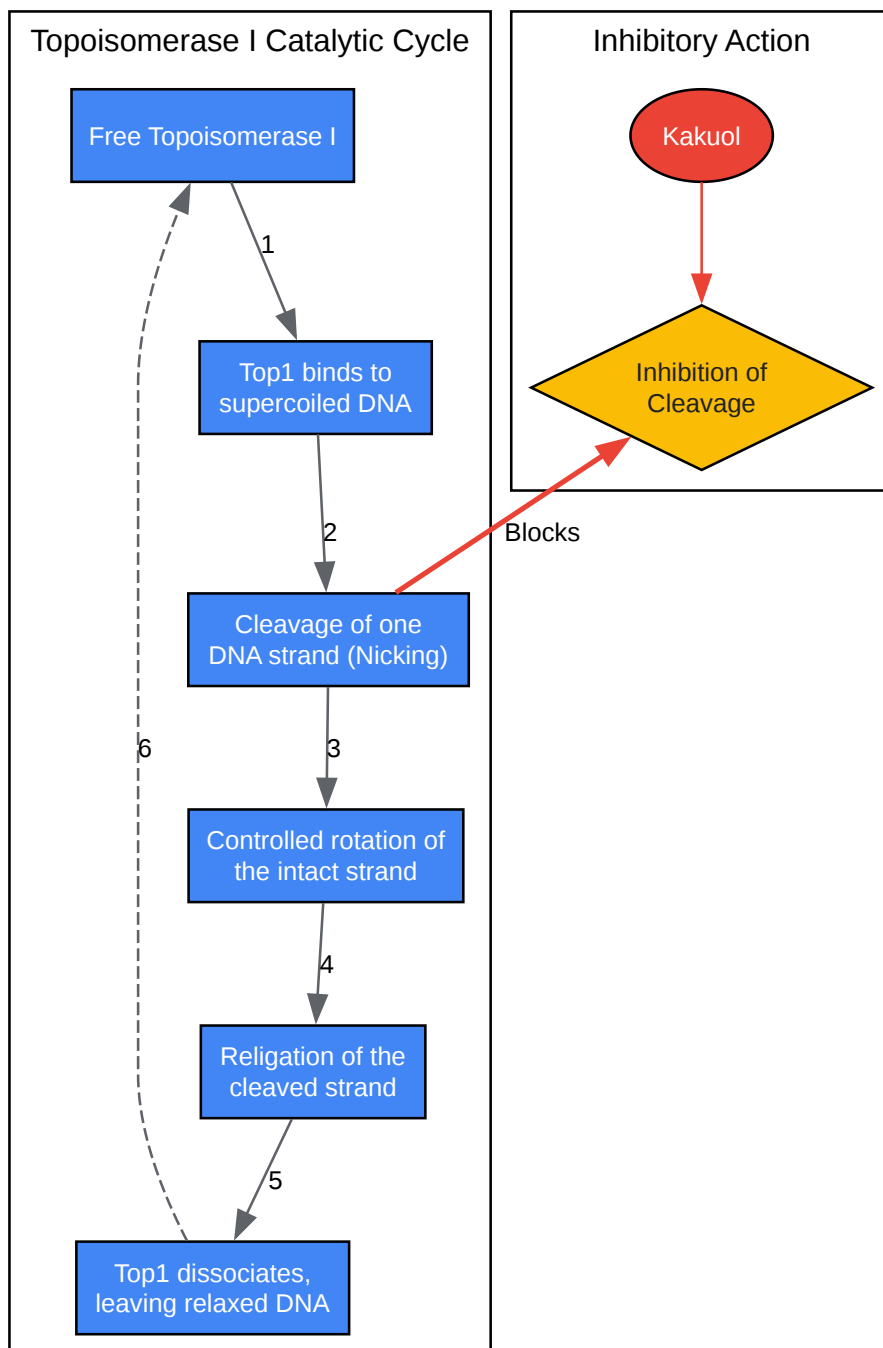 Topoisomerase I Catalytic Cycle
Free Topoisomerase I
1
Top1 binds to
supercoiled DNA
2
Cleavage of one
DNA strand (Nicking)
3
Controlled rotation of
the intact strand
4
Religation of the
cleaved strand
5
Top1 dissociates,
leaving relaxed DNA
6
Inhibitory Action
Kakuol
Inhibition of
Cleavage
Blocks